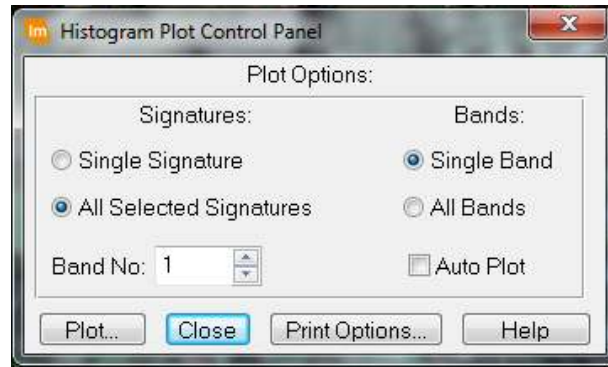 Im Histogram Plot Control Panel
Plot Options:
Signatures: Bands:
Single Signature Single Band
All Selected Signatures All Bands
Band No: 1 Auto Plot
Plot... Close Print Options... Help